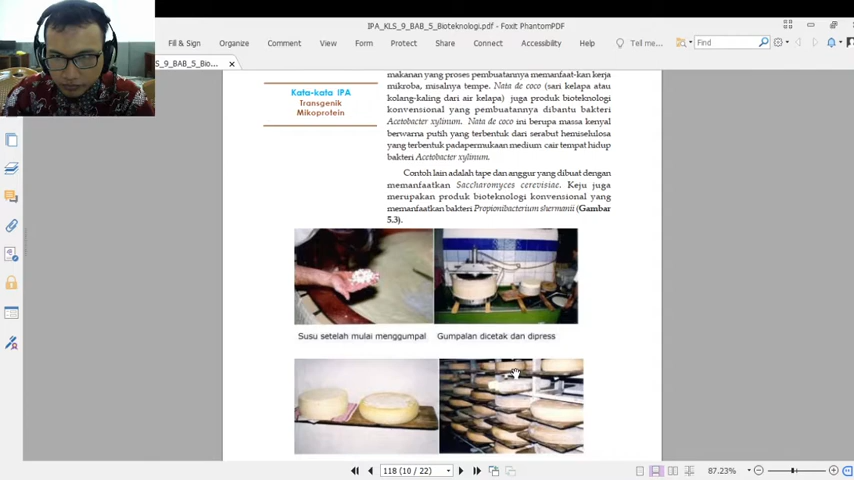 IPA_KLS_9_BAB_5_Bioteknologi.pdf - Foxit PhantomPDF
Fill & Sign Organize Comment View Form Protect Share Connect Accessibility Help Tell me... Find
S_9_BAB_5_Bio...
makanan yang proses pembuatannya memanfaat-kan kerja
mikroba, misalnya tempe. Nata de coco (sari kelapa atau
kolang-kaling dari air kelapa) juga produk bioteknologi
konvensional yang pembuatannya dibantu bakteri
Acetobacter xylinum. Nata de coco ini berupa massa kenyal
berwarna putih yang terbentuk dari serabut hemiselulosa
yang terbentuk padapermukaan medium cair tempat hidup
bakteri Acetobacter xylinum.
Kata-kata IPA
Transgenik
Mikoprotein
Contoh lain adalah tape dan anggur yang dibuat dengan
memanfaatkan Saccharomyces cerevisiae. Keju juga
merupakan produk bioteknologi konvensional yang
memanfaatkan bakteri Propionibacterium shermanii (Gambar
5.3).
Susu setelah mulai menggumpal
Gumpalan dicetak dan dipress
118 (10 / 22)
87.23%